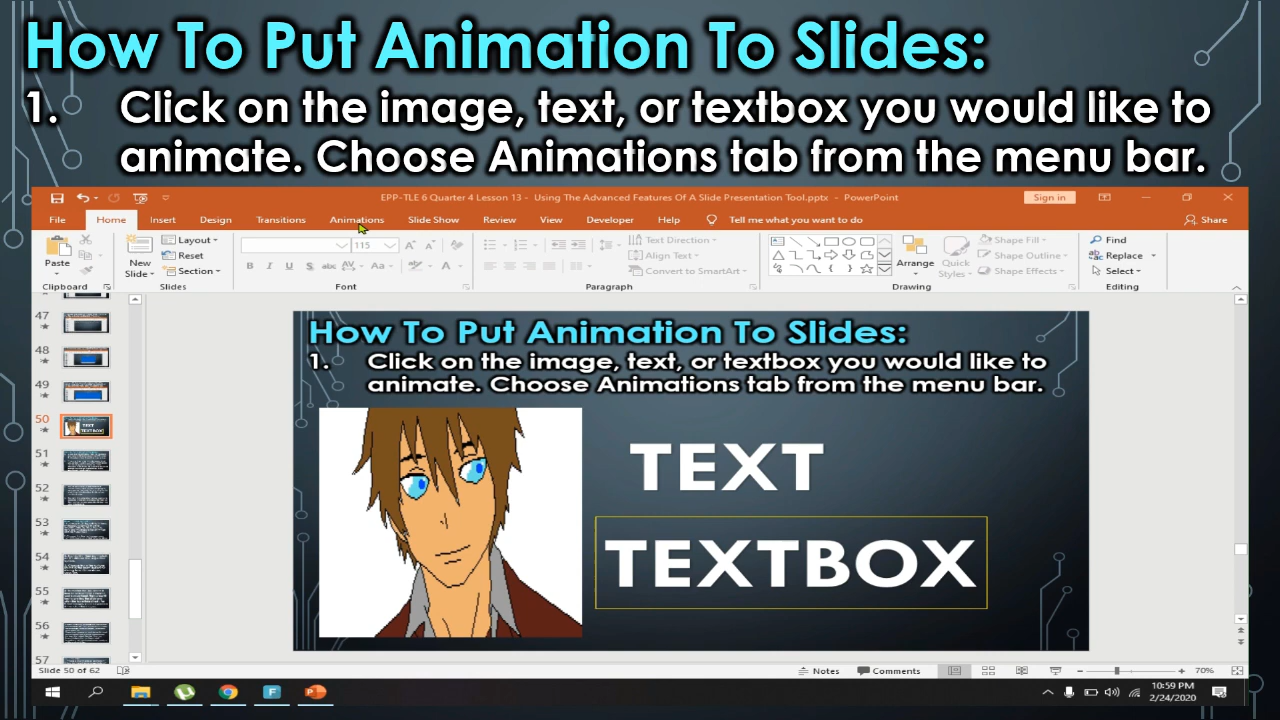 How To Put Animation To Slides:
1. Click on the image, text, or textbox you would like to
animate. Choose Animations tab from the menu bar.
EPP-TLE 6 Quarter 4 Lesson 13 - Using The Advanced Features Of A Slide Presentation Tool.pptx - PowerPoint
Sign in
File Home Insert Design Transitions Animations Slide Show Review View Developer Help Tell me what you want to do Share
Paste
New Slide
Layout
Reset
Section
115
B I U S abc AV Aa A
Text Direction
Align Text
Convert to SmartArt
Arrange
Quick Styles
Shape Fill
Shape Outline
Shape Effects
Find
Replace
Select
Clipboard Slides Font Paragraph Drawing Editing
47
48
49
50
51
52
53
54
55
56
57
How To Put Animation To Slides:
1. Click on the image, text, or textbox you would like to
animate. Choose Animations tab from the menu bar.
TEXT
TEXTBOX
Slide 50 of 62
Notes Comments 70%
10:59 PM
2/24/2020